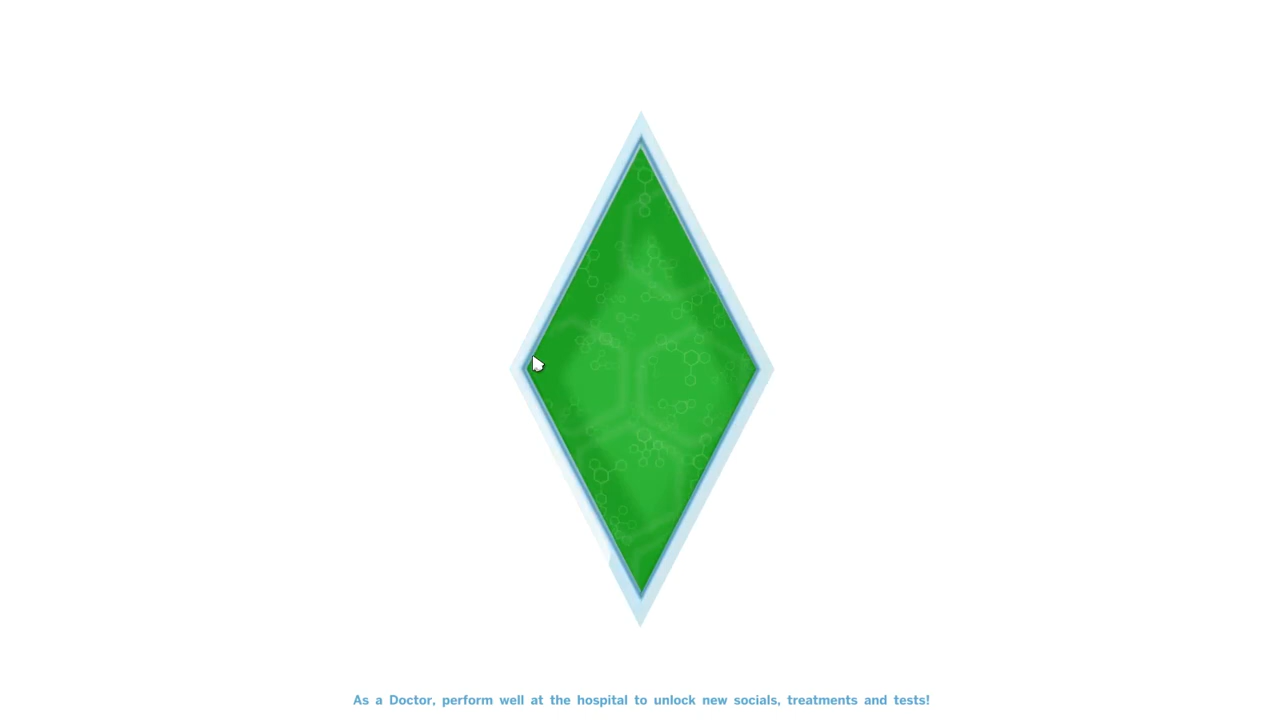 As a Doctor, perform well at the hospital to unlock new socials, treatments and tests!